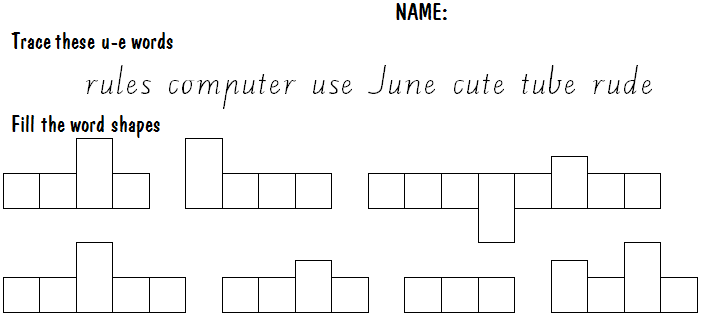 NAME:
Trace these u-e words
rules computer use June cute tube rude
Fill the word shapes